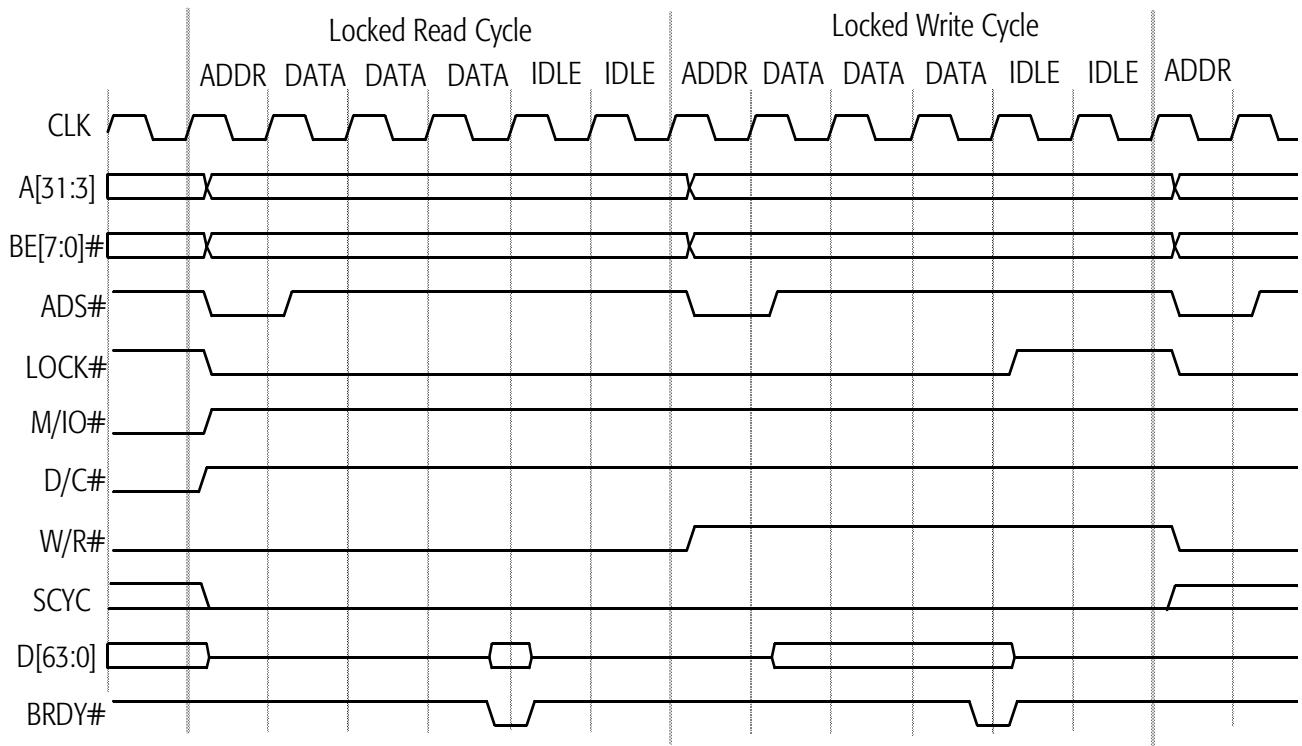 Locked Read Cycle Locked Write Cycle
ADDR DATA DATA DATA IDLE IDLE ADDR DATA DATA DATA IDLE IDLE ADDR
CLK
A[31:3]
BE[7:0]#
ADS#
LOCK#
M/IO#
D/C#
W/R#
SCYC
D[63:0]
BRDY#